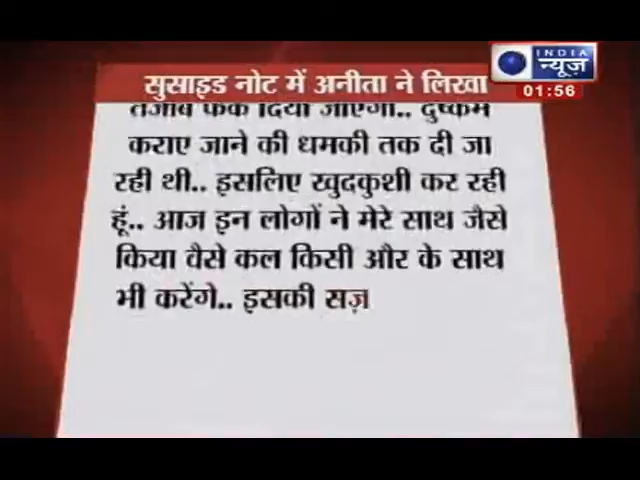 INDIA
न्यूज़
01:56
सुसाइड नोट में अनीता ने लिखा
तेजाब फेंक दिया जाएगा.. दुष्कर्म
कराए जाने की धमकी तक दी जा
रही थी.. इसलिए खुदकुशी कर रही
हूं.. आज इन लोगों ने मेरे साथ जैसे
किया वैसे कल किसी और के साथ
भी करेंगे.. इसकी सज़